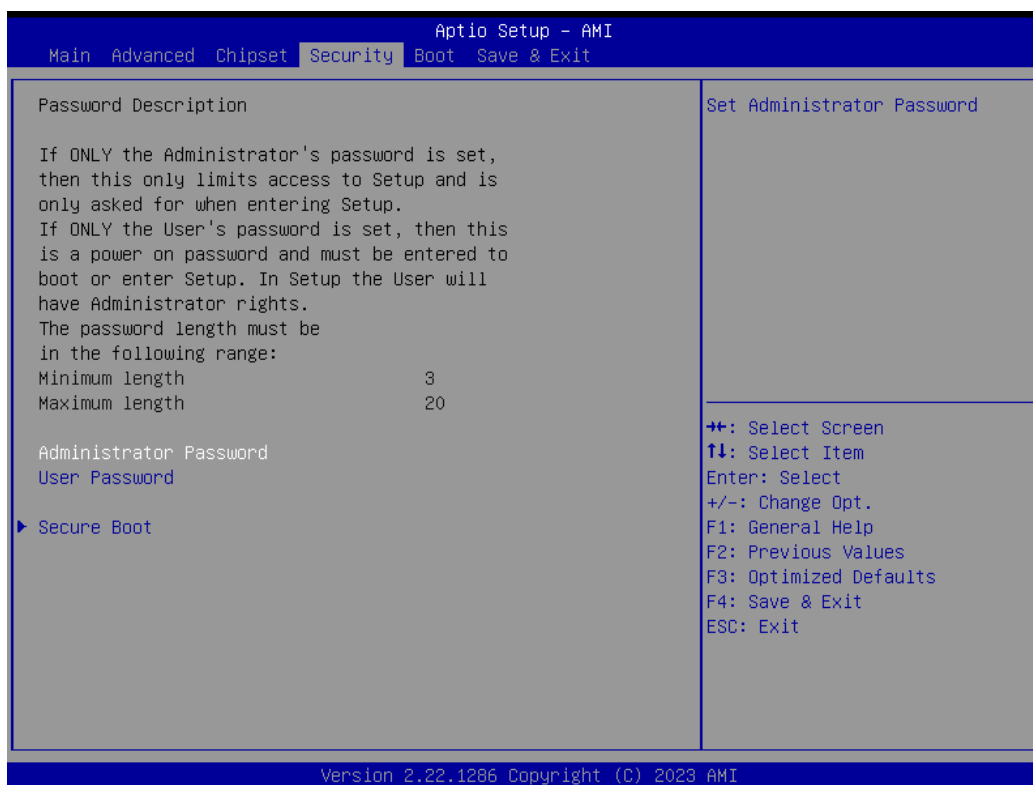 Aptio Setup – AMI
Main Advanced Chipset Security Boot Save & Exit
Password Description
If ONLY the Administrator's password is set,
then this only limits access to Setup and is
only asked for when entering Setup.
If ONLY the User's password is set, then this
is a power on password and must be entered to
boot or enter Setup. In Setup the User will
have Administrator rights.
The password length must be
in the following range:
Minimum length 3
Maximum length 20
Administrator Password
User Password
Secure Boot
Set Administrator Password
→←: Select Screen
↑↓: Select Item
Enter: Select
+/-: Change Opt.
F1: General Help
F2: Previous Values
F3: Optimized Defaults
F4: Save & Exit
ESC: Exit
Version 2.22.1286 Copyright (C) 2023 AMI